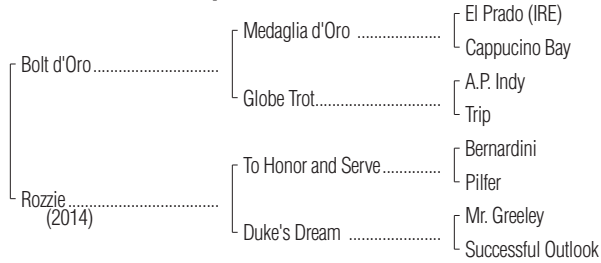 El Prado (IRE)
Medaglia d'Oro ..................
Cappucino Bay
Bolt d'Oro...........................
A.P. Indy
Globe Trot...........................
Trip
Bernardini
To Honor and Serve.............
Pilfer
Rozzie................................
(2014)
Mr. Greeley
Duke's Dream ....................
Successful Outlook